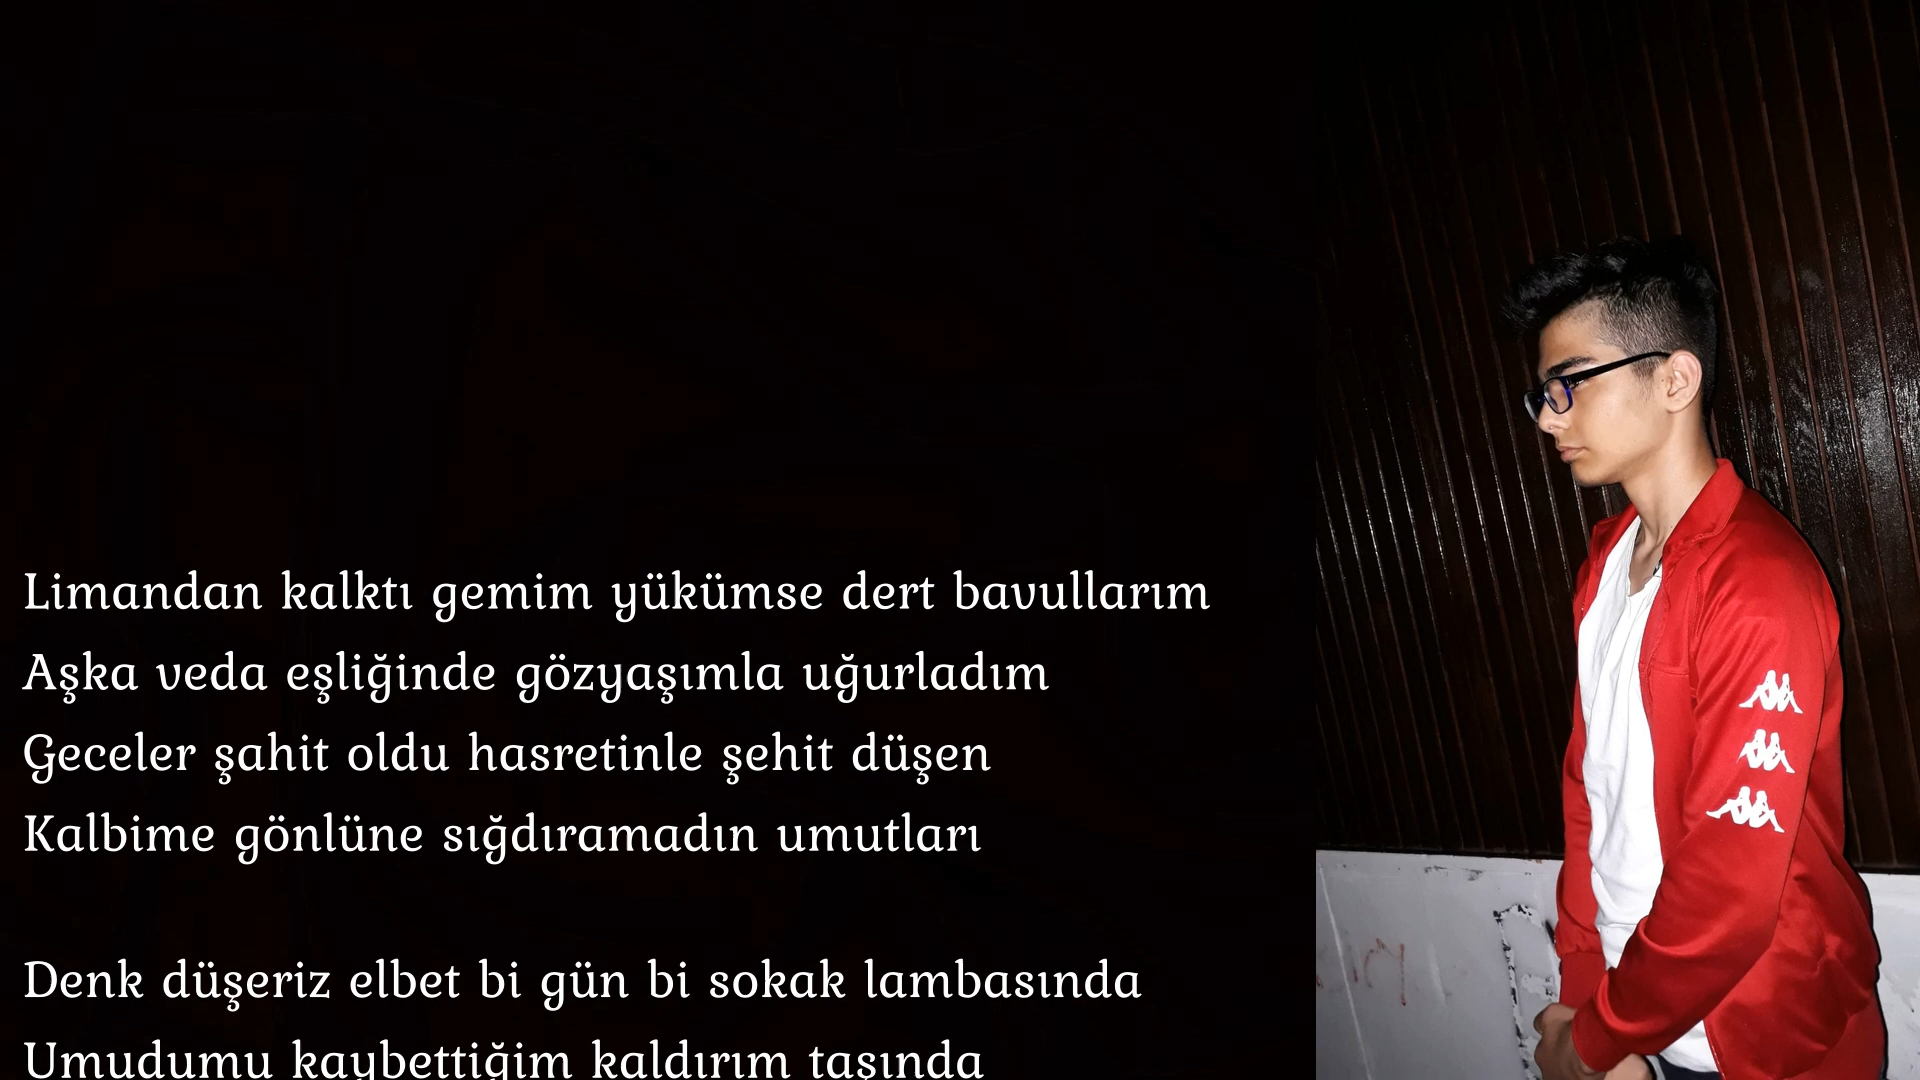 Limandan kalktı gemim yükümse dert bavullarım
Aşka veda eşliğinde gözyaşımla uğurladım
Geceler şahit oldu hasretinle şehit düşen
Kalbime gönlüne sığdıramadın umutları
Denk düşeriz elbet bi gün bi sokak lambasında
Umudumu kaybettiğim kaldırım taşında